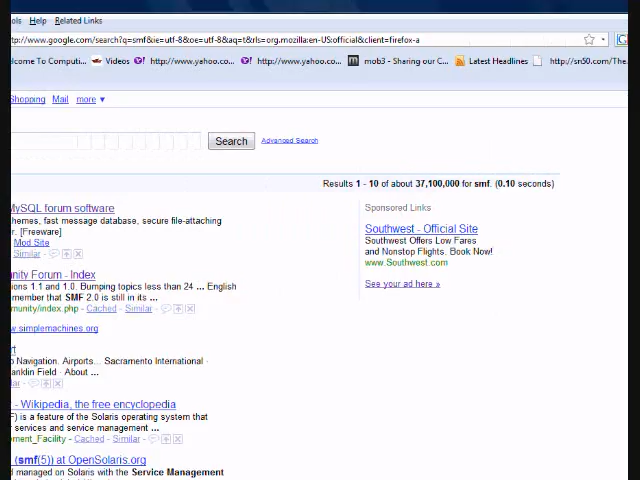 ols Help Related Links
://www.google.com/search?q=smf&ie=utf-8&oe=utf-8&aq=t&rls=org.mozilla:en-US:official&client=firefox-a
elcome To Computi... Videos http://www.yahoo.co... http://www.yahoo.co... mob3 - Sharing our C... Latest Headlines http://sn50.com/The.
Shopping Mail more ▼
Search Advanced Search
Results 1 - 10 of about 37,100,000 for smf. (0.10 seconds)
MySQL forum software
hemes, fast message database, secure file-attaching
r. [Freeware]
Mod Site
Similar -
Sponsored Links
Southwest - Official Site
Southwest Offers Low Fares
and Nonstop Flights. Book Now!
www.Southwest.com
See your ad here »
nity Forum - Index
ions 1.1 and 1.0. Bumping topics less than 24 ... English
member that SMF 2.0 is still in its ...
munity/index.php - Cached - Similar -
w.simplemachines.org
rt
o Navigation. Airports... Sacramento International ·
anklin Field · About ...
lar -
- Wikipedia, the free encyclopedia
F) is a feature of the Solaris operating system that
r services and service management ...
ement_Facility - Cached - Similar -
(smf(5)) at OpenSolaris.org
d managed on Solaris with the Service Management